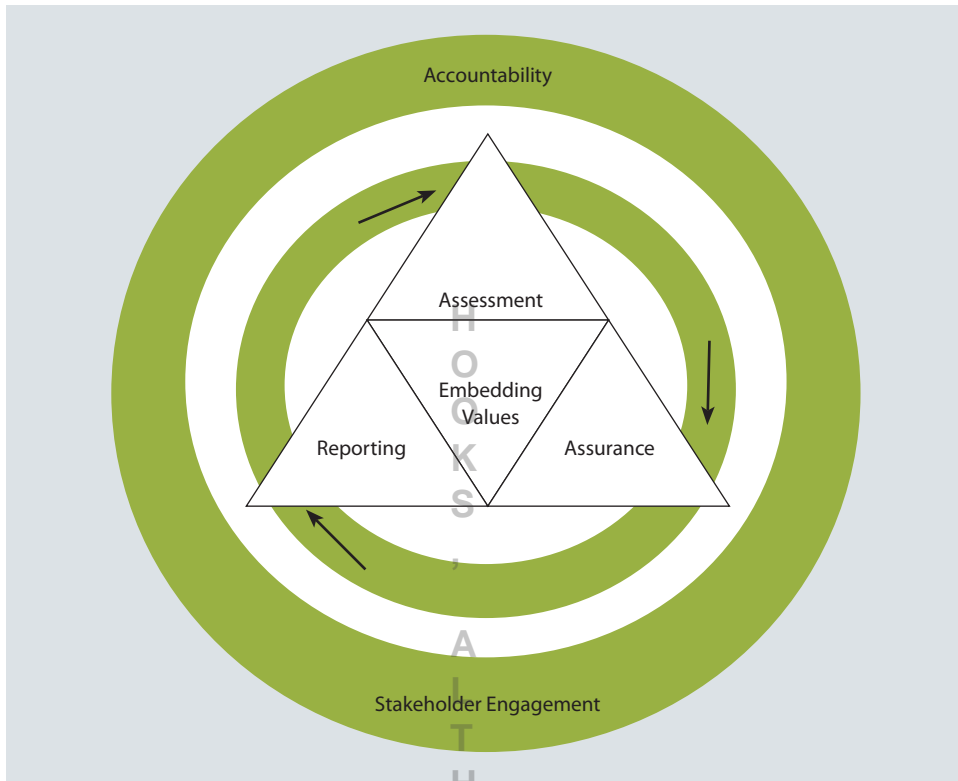 Accountability
Assessment
Embedding
Values
Reporting
Assurance
Stakeholder Engagement
H
O
O
K
S
,
A
L
T
H